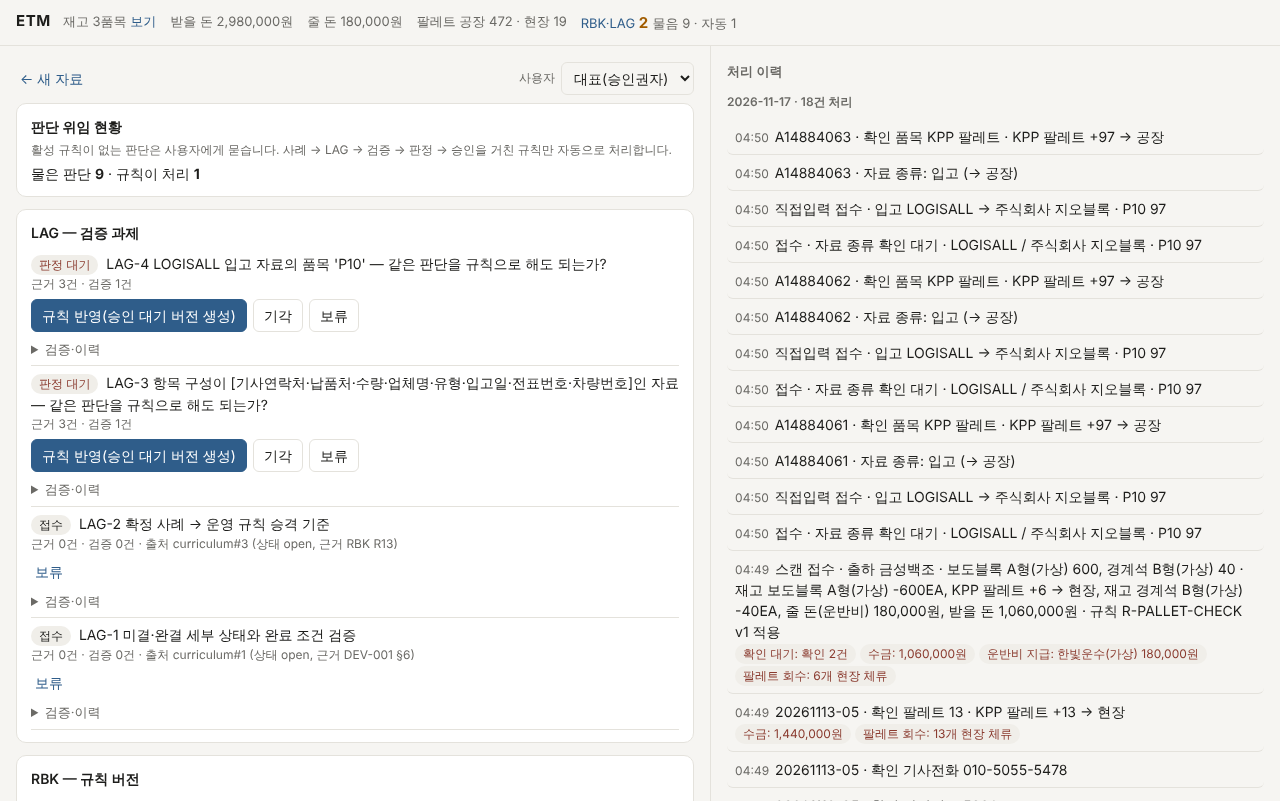 ETM 재고 3품목 보기 받을 돈 2,980,000원 줄 돈 180,000원 팔레트 공장 472 · 현장 19 RBK·LAG 2 물음 9 · 자동 1
← 새 자료 사용자 대표(승인권자)
판단 위임 현황
활성 규칙이 없는 판단은 사용자에게 묻습니다. 사례 → LAG → 검증 → 판정 → 승인을 거친 규칙만 자동으로 처리합니다.
물은 판단 9 · 규칙이 처리 1
LAG — 검증 과제
판정 대기 LAG-4 LOGISALL 입고 자료의 품목 'P10' — 같은 판단을 규칙으로 해도 되는가?
근거 3건 · 검증 1건
규칙 반영(승인 대기 버전 생성) 기각 보류
▶ 검증·이력
판정 대기 LAG-3 항목 구성이 [기사연락처·납품처·수량·업체명·유형·입고일·전표번호·차량번호]인 자료
— 같은 판단을 규칙으로 해도 되는가?
근거 3건 · 검증 1건
규칙 반영(승인 대기 버전 생성) 기각 보류
▶ 검증·이력
접수 LAG-2 확정 사례 → 운영 규칙 승격 기준
근거 0건 · 검증 0건 · 출처 curriculum#3 (상태 open, 근거 RBK R13)
보류
▶ 검증·이력
접수 LAG-1 미결·완결 세부 상태와 완료 조건 검증
근거 0건 · 검증 0건 · 출처 curriculum#1 (상태 open, 근거 DEV-001 §6)
보류
▶ 검증·이력
RBK — 규칙 버전
처리 이력
2026-11-17 · 18건 처리
04:50 A14884063 · 확인 품목 KPP 팔레트 · KPP 팔레트 +97 → 공장
04:50 A14884063 · 자료 종류: 입고 (→ 공장)
04:50 직접입력 접수 · 입고 LOGISALL → 주식회사 지오블록 · P10 97
04:50 접수 · 자료 종류 확인 대기 · LOGISALL / 주식회사 지오블록 · P10 97
04:50 A14884062 · 확인 품목 KPP 팔레트 · KPP 팔레트 +97 → 공장
04:50 A14884062 · 자료 종류: 입고 (→ 공장)
04:50 직접입력 접수 · 입고 LOGISALL → 주식회사 지오블록 · P10 97
04:50 접수 · 자료 종류 확인 대기 · LOGISALL / 주식회사 지오블록 · P10 97
04:50 A14884061 · 확인 품목 KPP 팔레트 · KPP 팔레트 +97 → 공장
04:50 A14884061 · 자료 종류: 입고 (→ 공장)
04:50 직접입력 접수 · 입고 LOGISALL → 주식회사 지오블록 · P10 97
04:50 접수 · 자료 종류 확인 대기 · LOGISALL / 주식회사 지오블록 · P10 97
04:49 스캔 접수 · 출하 금성백조 · 보도블록 A형(가상) 600, 경계석 B형(가상) 40 ·
재고 보도블록 A형(가상) -600EA, KPP 팔레트 +6 → 현장, 재고 경계석 B형(가상)
-40EA, 줄 돈(운반비) 180,000원, 받을 돈 1,060,000원 · 규칙 R-PALLET-CHECK
v1 적용
확인 대기: 확인 2건 수금: 1,060,000원 운반비 지급: 한빛운수(가상) 180,000원
팔레트 회수: 6개 현장 체류
04:49 20261113-05 · 확인 팔레트 13 · KPP 팔레트 +13 → 현장
수금: 1,440,000원 팔레트 회수: 13개 현장 체류
04:49 20261113-05 · 확인 기사전화 010-5055-5478